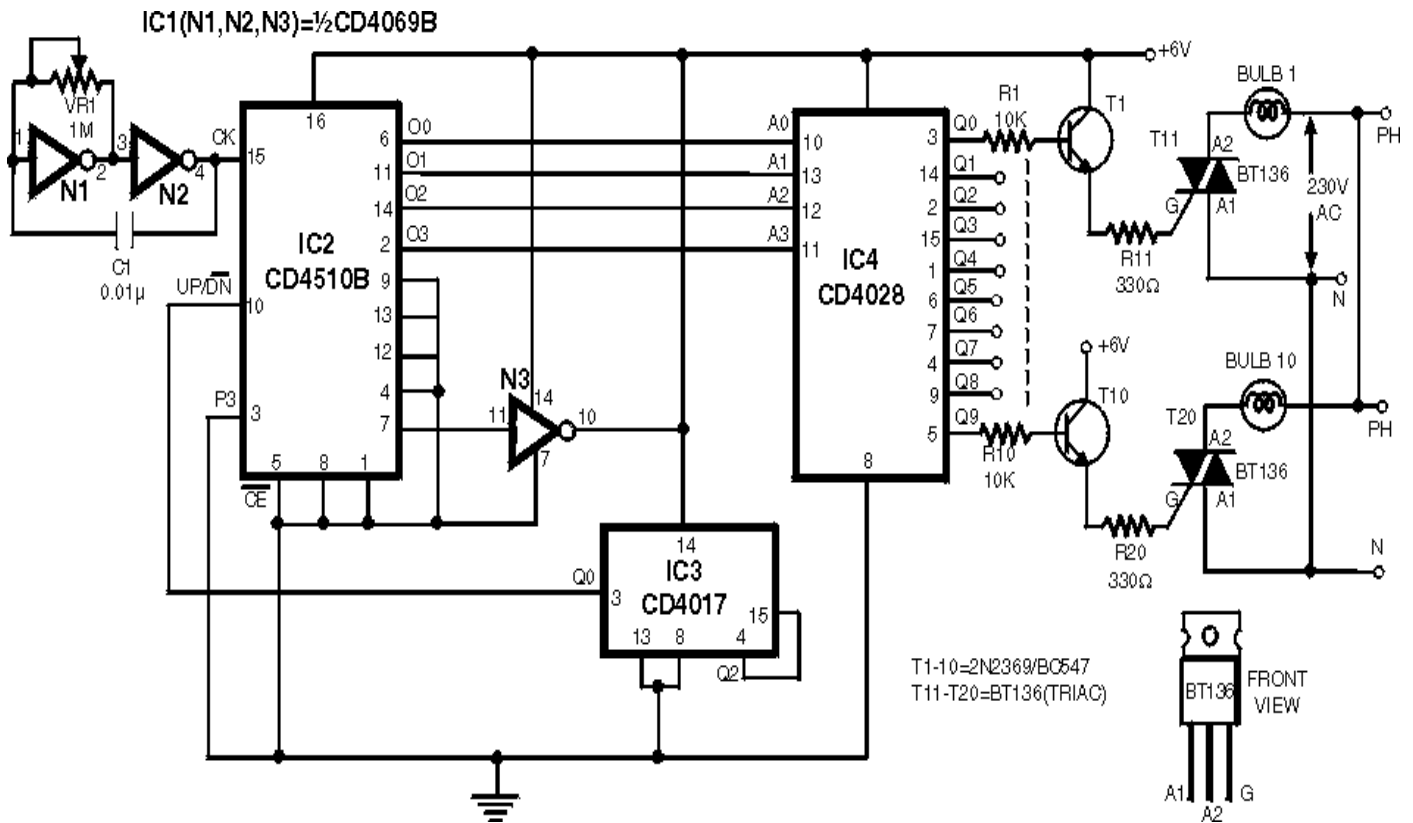 IC1(N1,N2,N3)=½CD4069B
VR1
1M
1
N1
2
3
N2
4
CK
C1
0.01µ
15
16
IC2
CD4510B
6
11
14
2
9
13
12
4
7
UP/DN
10
P3
3
5
8
1
CE
O0
O1
O2
O3
A0
A1
A2
A3
N3
11
14
10
7
14
IC3
CD4017
Q0
3
15
13
8
4
Q2
10
13
12
11
IC4
CD4028
8
3
14
2
15
1
6
7
4
9
5
Q0
Q1
Q2
Q3
Q4
Q5
Q6
Q7
Q8
Q9
R1
10K
T1
+6V
R11
330Ω
T11
G
A2
A1
BT136
BULB 1
230V
AC
PH
N
R10
10K
+6V
T10
R20
330Ω
T20
G
A2
A1
BT136
BULB 10
PH
N
T1-10=2N2369/BC547
T11-T20=BT136(TRIAC)
BT136
FRONT
VIEW
A1
A2
G